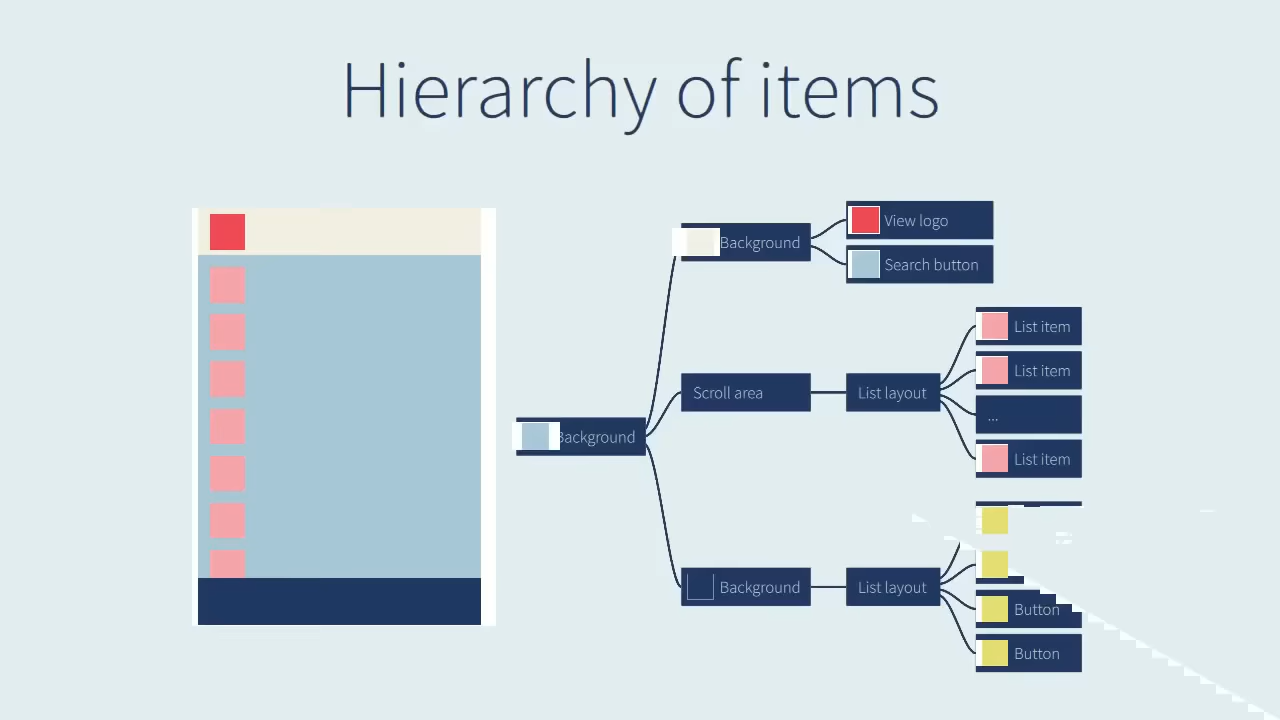 Hierarchy of items
Background
View logo
Search button
Scroll area
List layout
List item
List item
...
List item
Background
Background
List layout
Button
Button